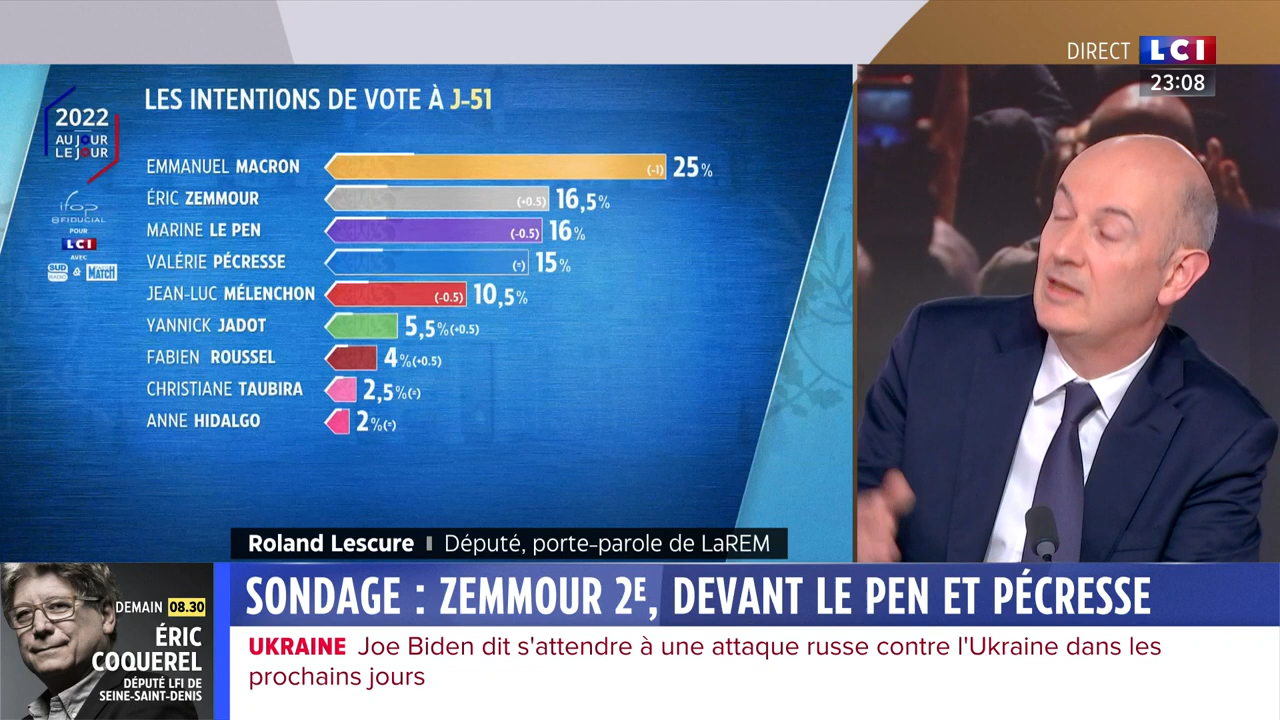 DIRECT LCI
23:08
LES INTENTIONS DE VOTE À J-51
2022
AU JOUR
LE JOUR
ifop
FIDUCIAL
POUR
LCI
AVEC
SUD RADIO & MATCH
EMMANUEL MACRON (-1) 25%
ÉRIC ZEMMOUR (+0.5) 16,5%
MARINE LE PEN (-0.5) 16%
VALÉRIE PÉCRESSE (=) 15%
JEAN-LUC MÉLENCHON (-0.5) 10,5%
YANNICK JADOT 5,5% (+0.5)
FABIEN ROUSSEL 4% (+0.5)
CHRISTIANE TAUBIRA 2,5% (=)
ANNE HIDALGO 2% (=)
Roland Lescure | Député, porte-parole de LaREM
SONDAGE : ZEMMOUR 2E, DEVANT LE PEN ET PÉCRESSE
UKRAINE Joe Biden dit s'attendre à une attaque russe contre l'Ukraine dans les
prochains jours
DEMAIN 08.30
ÉRIC
COQUEREL
DÉPUTÉ LFI DE
SEINE-SAINT-DENIS